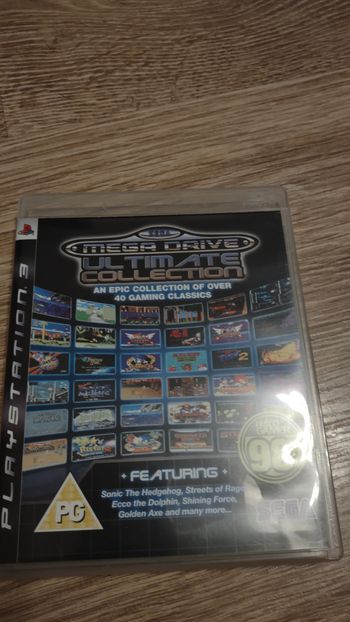 PLAYSTATION 3
SEGA
MEGA DRIVE
ULTIMATE
COLLECTION
AN EPIC COLLECTION OF OVER
40 GAMING CLASSICS
• FEATURING •
Sonic The Hedgehog, Streets of Rage
Ecco the Dolphin, Shining Force,
Golden Axe and many more...
PG
SEGA